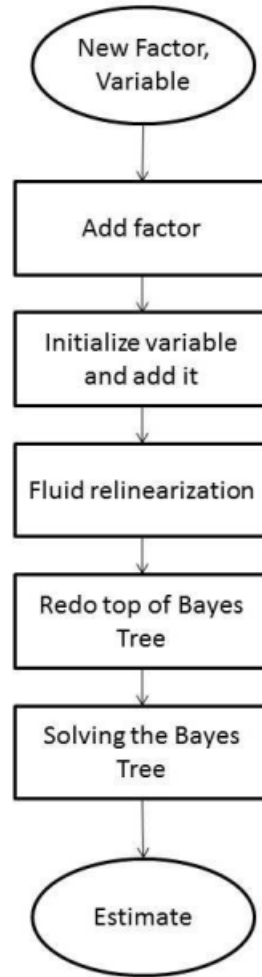 New Factor,
Variable
Add factor
Initialize variable
and add it
Fluid relinearization
Redo top of Bayes
Tree
Solving the Bayes
Tree
Estimate